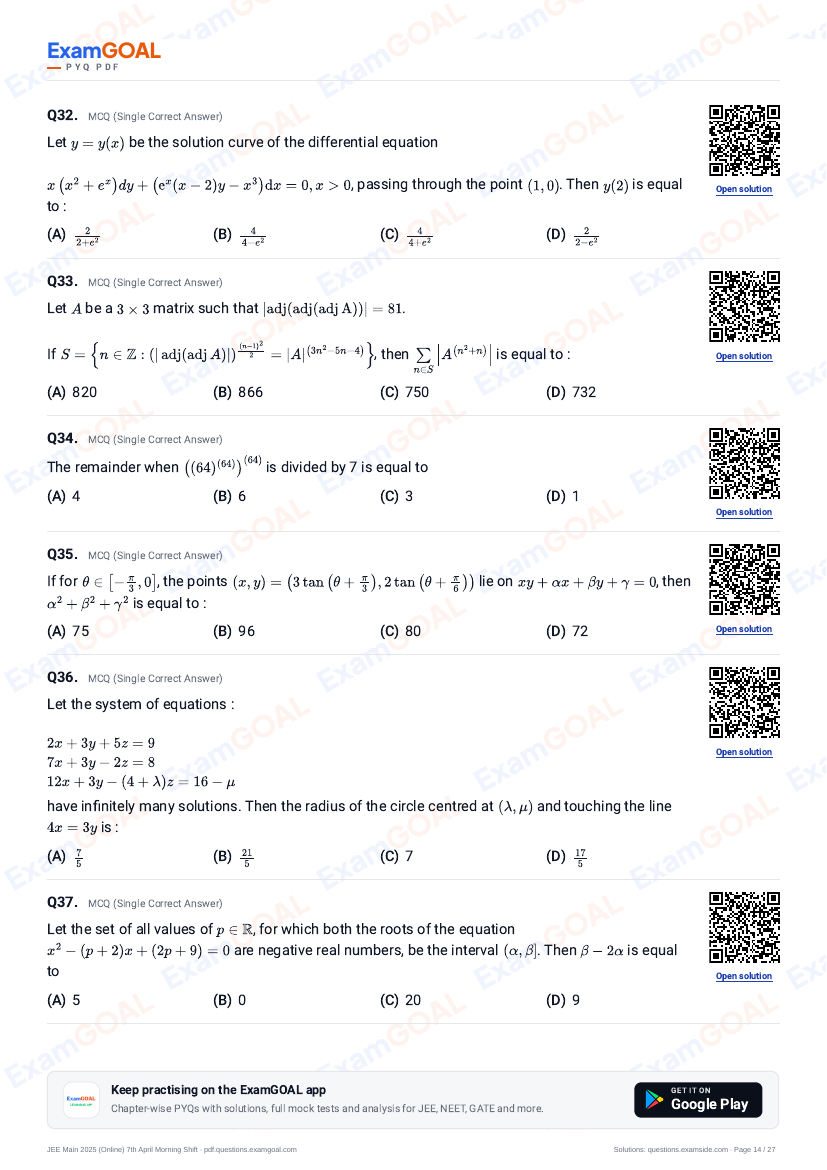 ExamGOAL
PYQ PDF
Q32. MCQ (Single Correct Answer)
Let y = y(x) be the solution curve of the differential equation
x (x² + eˣ)dy + (eˣ(x − 2)y − x³)dx = 0, x > 0, passing through the point (1, 0). Then y(2) is equal
to :
(A) 2/(2+e²) (B) 4/(4−e²) (C) 4/(4+e²) (D) 2/(2−e²)
Open solution
Q33. MCQ (Single Correct Answer)
Let A be a 3 × 3 matrix such that |adj(adj(adj A))| = 81.
If S = {n ∈ ℤ : (| adj(adj A)|)^((n−1)²/2) = |A|^(3n²−5n−4)}, then ∑_{n∈S} |A^(n²+n)| is equal to :
(A) 820 (B) 866 (C) 750 (D) 732
Open solution
Q34. MCQ (Single Correct Answer)
The remainder when ((64)^(64))^(64) is divided by 7 is equal to
(A) 4 (B) 6 (C) 3 (D) 1
Open solution
Q35. MCQ (Single Correct Answer)
If for θ ∈ [−π/3, 0], the points (x, y) = (3 tan (θ + π/3), 2 tan (θ + π/6)) lie on xy + αx + βy + γ = 0, then
α² + β² + γ² is equal to :
(A) 75 (B) 96 (C) 80 (D) 72
Open solution
Q36. MCQ (Single Correct Answer)
Let the system of equations :
2x + 3y + 5z = 9
7x + 3y − 2z = 8
12x + 3y − (4 + λ)z = 16 − μ
have infinitely many solutions. Then the radius of the circle centred at (λ, μ) and touching the line
4x = 3y is :
(A) 7/5 (B) 21/5 (C) 7 (D) 17/5
Open solution
Q37. MCQ (Single Correct Answer)
Let the set of all values of p ∈ ℝ, for which both the roots of the equation
x² − (p + 2)x + (2p + 9) = 0 are negative real numbers, be the interval (α, β]. Then β − 2α is equal
to
(A) 5 (B) 0 (C) 20 (D) 9
Open solution
ExamGOAL
Keep practising on the ExamGOAL app
Chapter-wise PYQs with solutions, full mock tests and analysis for JEE, NEET, GATE and more.
GET IT ON
Google Play
JEE Main 2025 (Online) 7th April Morning Shift · pdf.questions.examgoal.com
Solutions: questions.examside.com · Page 14 / 27